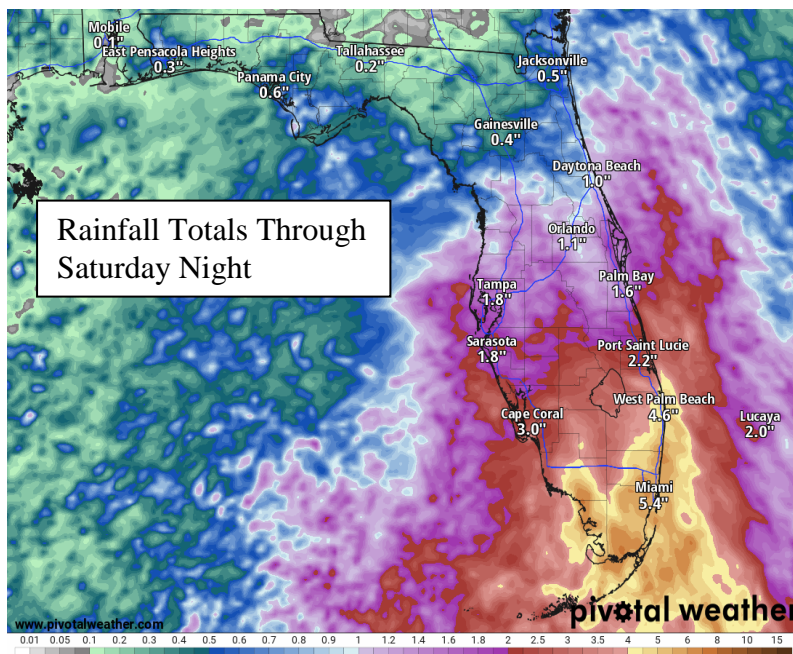 Mobile
0.1"
East Pensacola Heights
0.3"
Tallahassee
0.2"
Panama City
0.6"
Jacksonville
0.5"
Gainesville
0.4"
Daytona Beach
1.0"
Rainfall Totals Through
Saturday Night
Orlando
1.1"
Tampa
1.8"
Palm Bay
1.6"
Sarasota
1.8"
Port Saint Lucie
2.2"
Cape Coral
3.0"
West Palm Beach
4.6"
Lucaya
2.0"
Miami
5.4"
www.pivotalweather.com
pivotal weather
0.01 0.05 0.1 0.2 0.3 0.4 0.5 0.6 0.7 0.8 0.9 1 1.2 1.4 1.6 1.8 2 2.5 3 3.5 4 5 6 8 10 15